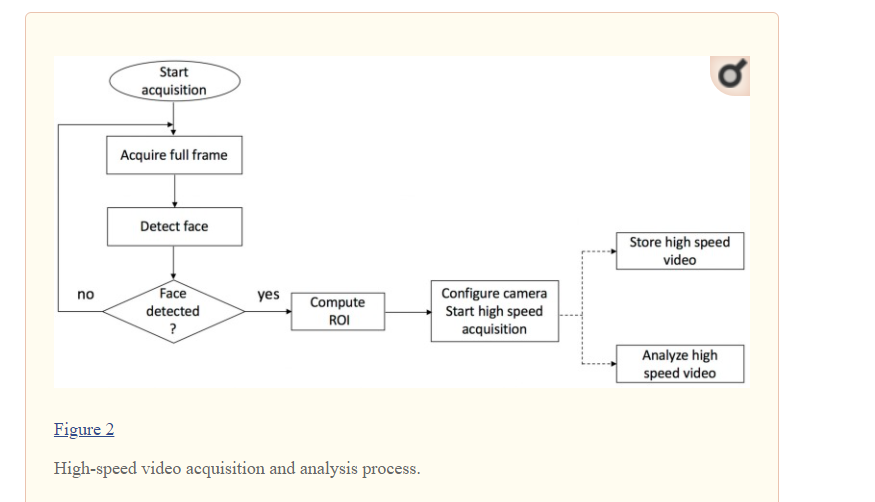 Start
acquisition
Acquire full frame
Detect face
no
Face
detected
?
yes
Compute
ROI
Configure camera
Start high speed
acquisition
Store high speed
video
Analyze high
speed video
Figure 2
High-speed video acquisition and analysis process.